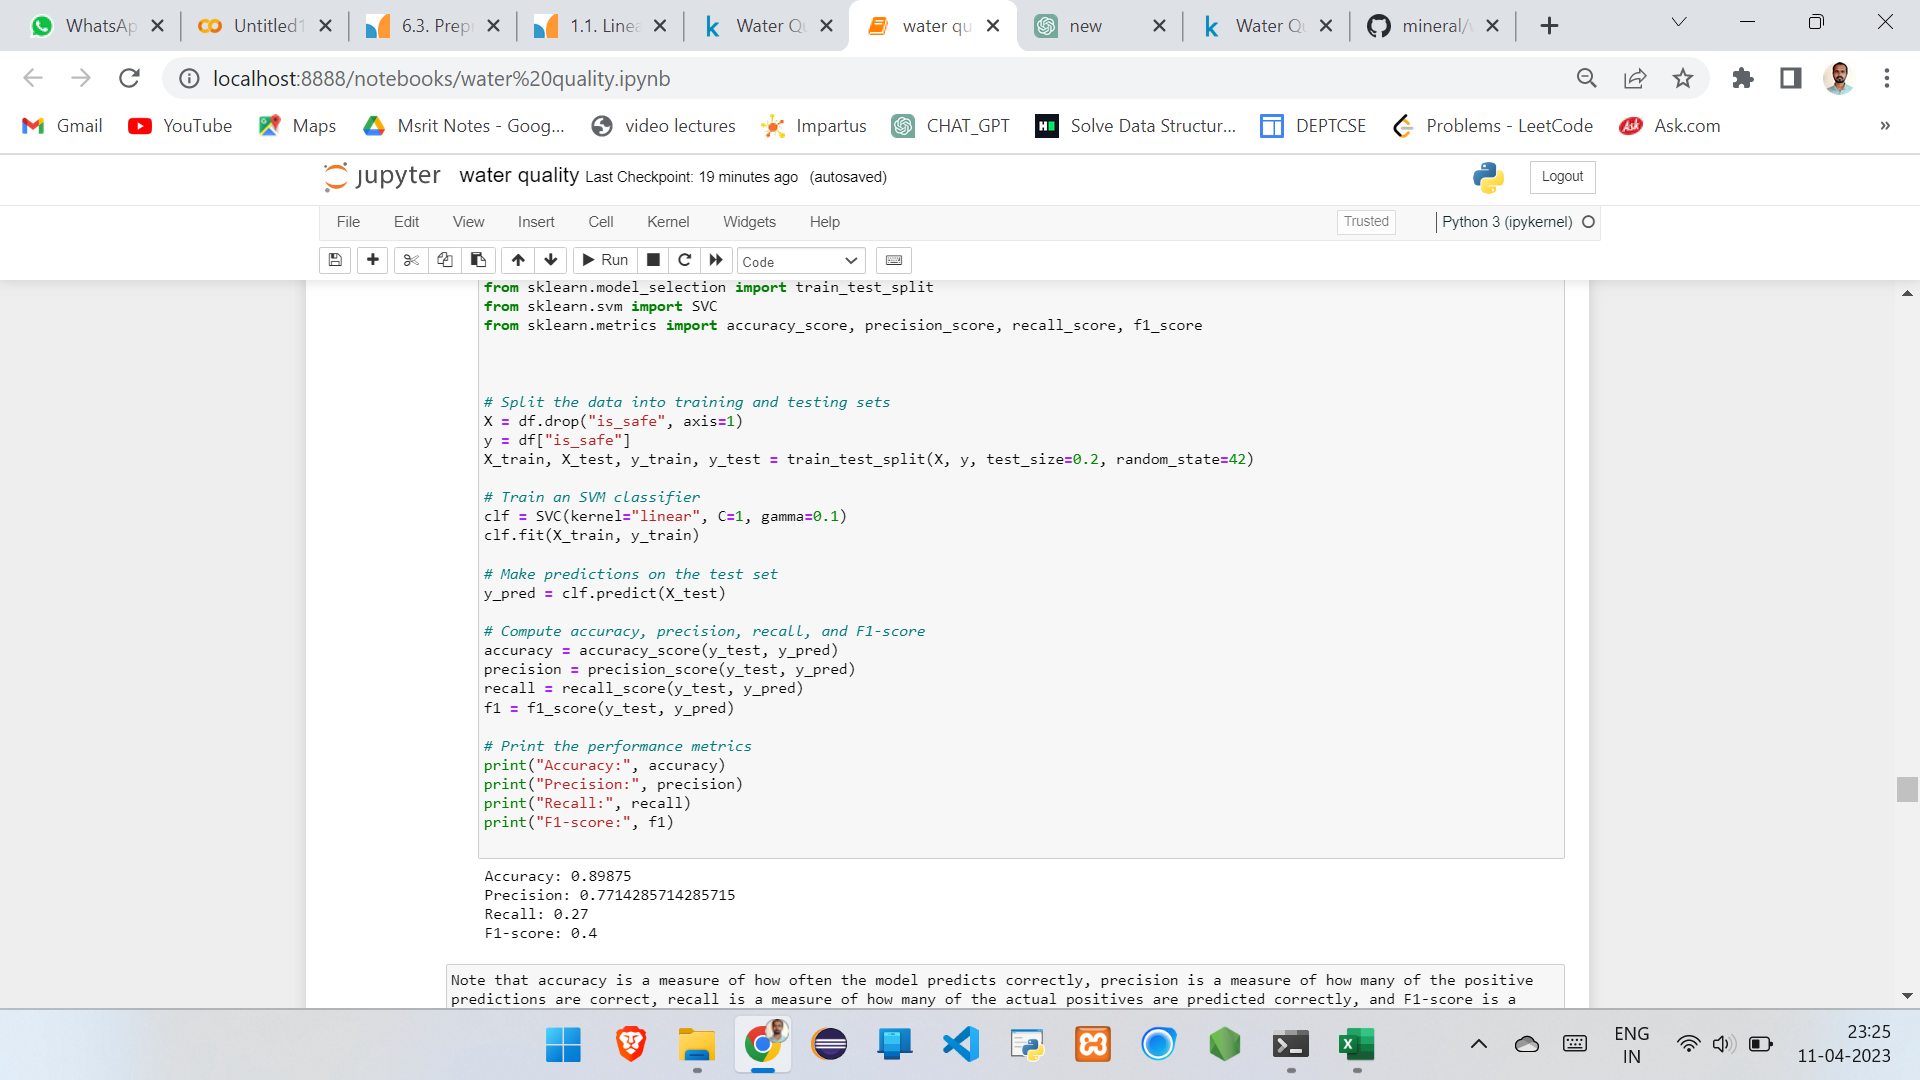 WhatsAp
Untitled1
6.3. Prepr
1.1. Linea
Water Qu
water qu
new
Water Qu
mineral/v
localhost:8888/notebooks/water%20quality.ipynb
Gmail
YouTube
Maps
Msrit Notes - Goog...
video lectures
Impartus
CHAT_GPT
Solve Data Structur...
DEPTCSE
Problems - LeetCode
Ask.com
»
jupyter water quality Last Checkpoint: 19 minutes ago (autosaved)
Logout
File Edit View Insert Cell Kernel Widgets Help
Trusted
Python 3 (ipykernel)
Run
Code
from sklearn.model_selection import train_test_split
from sklearn.svm import SVC
from sklearn.metrics import accuracy_score, precision_score, recall_score, f1_score
# Split the data into training and testing sets
X = df.drop("is_safe", axis=1)
y = df["is_safe"]
X_train, X_test, y_train, y_test = train_test_split(X, y, test_size=0.2, random_state=42)
# Train an SVM classifier
clf = SVC(kernel="linear", C=1, gamma=0.1)
clf.fit(X_train, y_train)
# Make predictions on the test set
y_pred = clf.predict(X_test)
# Compute accuracy, precision, recall, and F1-score
accuracy = accuracy_score(y_test, y_pred)
precision = precision_score(y_test, y_pred)
recall = recall_score(y_test, y_pred)
f1 = f1_score(y_test, y_pred)
# Print the performance metrics
print("Accuracy:", accuracy)
print("Precision:", precision)
print("Recall:", recall)
print("F1-score:", f1)
Accuracy: 0.89875
Precision: 0.7714285714285715
Recall: 0.27
F1-score: 0.4
Note that accuracy is a measure of how often the model predicts correctly, precision is a measure of how many of the positive
predictions are correct, recall is a measure of how many of the actual positives are predicted correctly, and F1-score is a
ENG
IN
23:25
11-04-2023